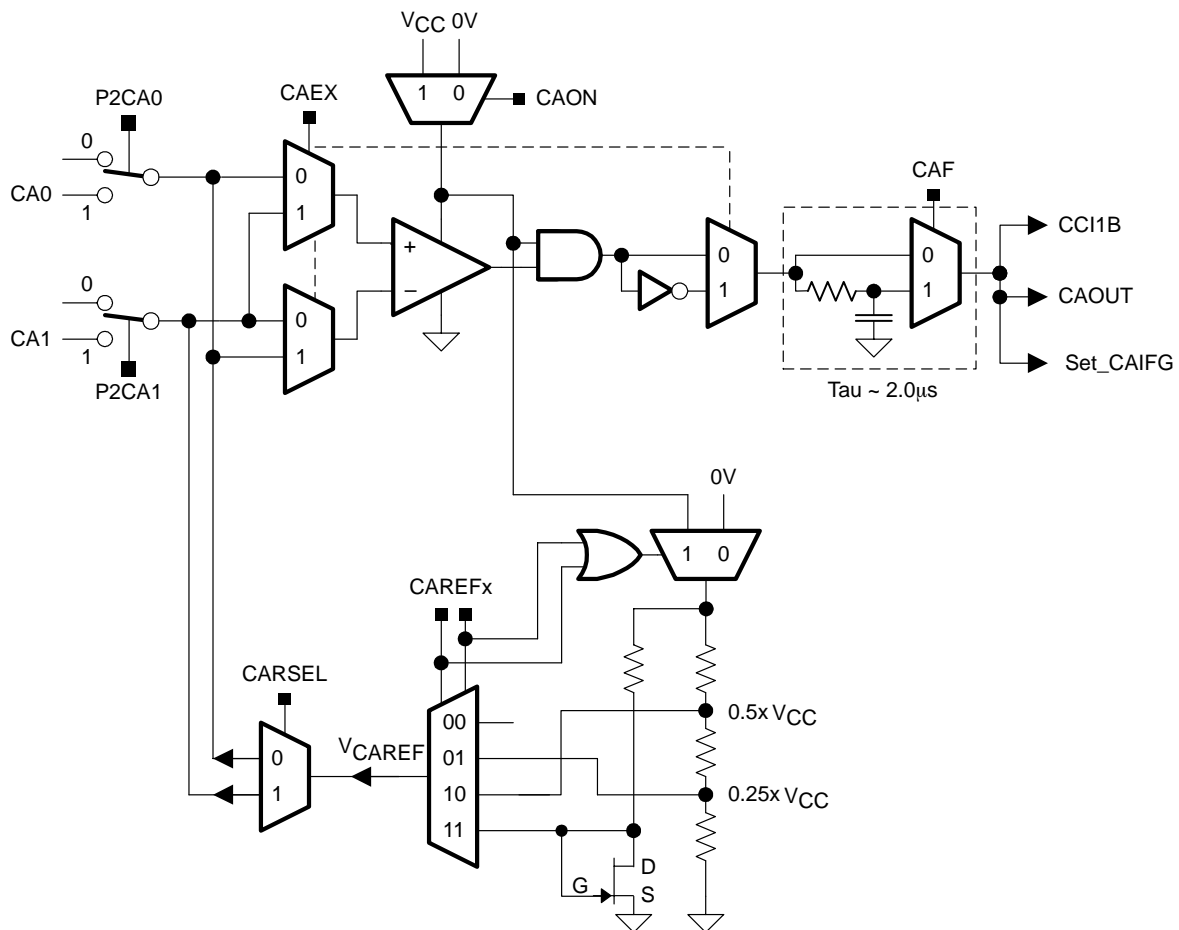 VCC 0V
1 0
CAON
P2CA0
CAEX
0
CA0
1
0
1
CAF
+
−
0
1
0
1
CCI1B
CAOUT
Set_CAIFG
0
CA1
1
P2CA1
0
1
Tau ~ 2.0μs
0V
1 0
CAREFx
CARSEL
0
1
VCAREF
00
01
10
11
0.5x VCC
0.25x VCC
G
D
S